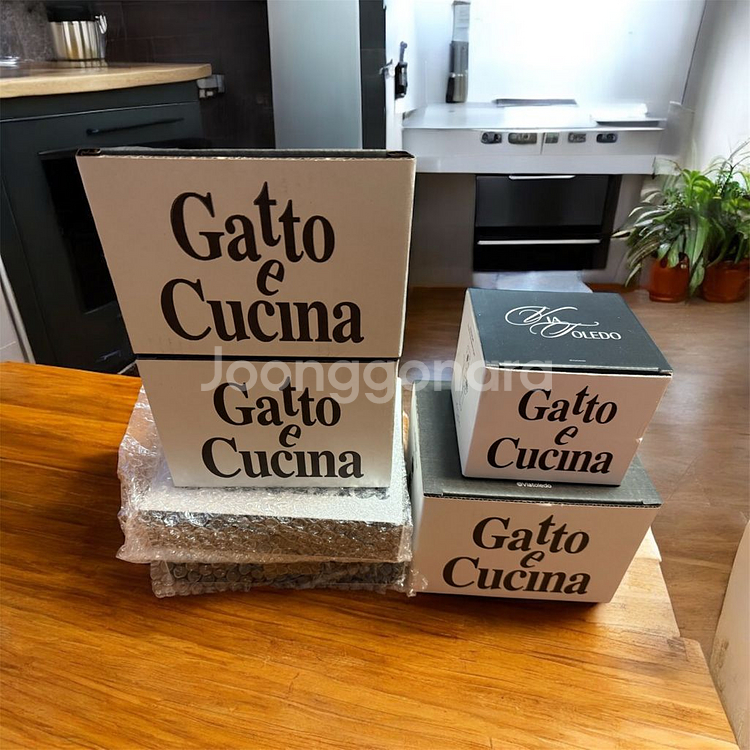 Gatto
e
Cucina
Joonggonara
Gatto
e
Cucina
Via
Toledo
Gatto
e
Cucina
@Viatoledo
Gatto
e
Cucina